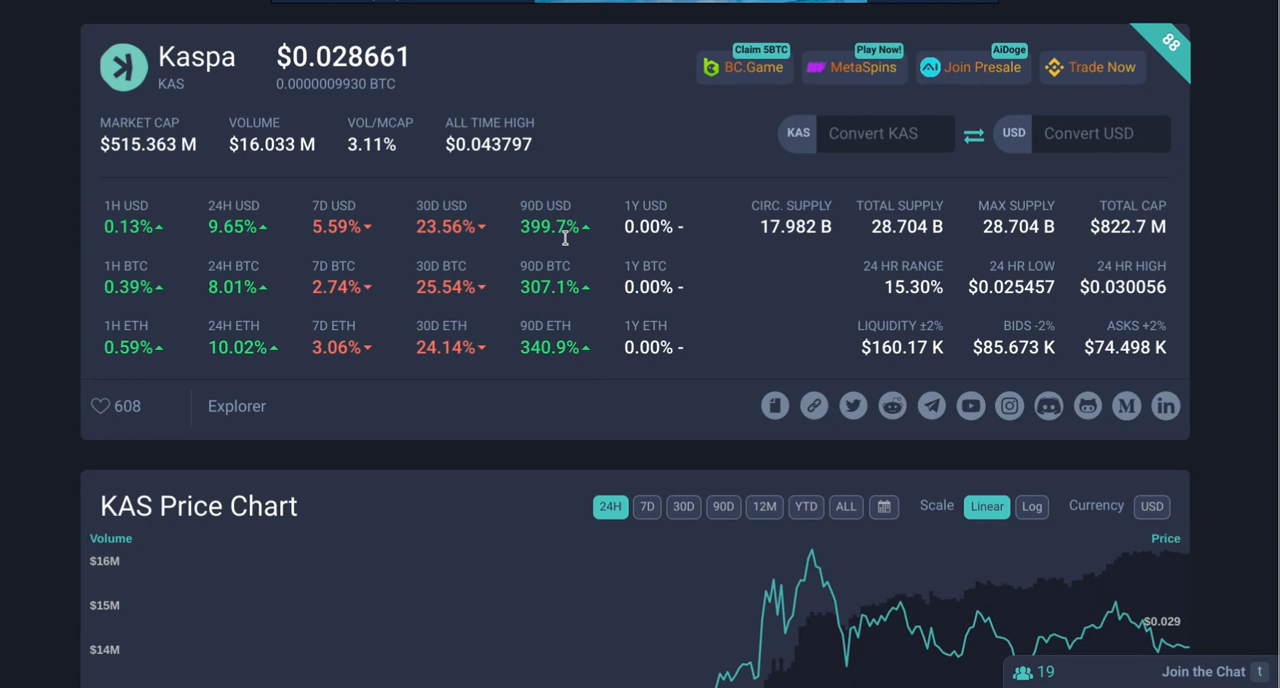 Kaspa
KAS
$0.028661
0.0000009930 BTC
Claim 5BTC
BC.Game
Play Now!
MetaSpins
AiDoge
Join Presale
Trade Now
88
MARKET CAP
$515.363 M
VOLUME
$16.033 M
VOL/MCAP
3.11%
ALL TIME HIGH
$0.043797
KAS Convert KAS
USD Convert USD
1H USD 24H USD 7D USD 30D USD 90D USD 1Y USD CIRC. SUPPLY TOTAL SUPPLY MAX SUPPLY TOTAL CAP
0.13% 9.65% 5.59% 23.56% 399.7% 0.00% - 17.982 B 28.704 B 28.704 B $822.7 M
1H BTC 24H BTC 7D BTC 30D BTC 90D BTC 1Y BTC 24 HR RANGE 24 HR LOW 24 HR HIGH
0.39% 8.01% 2.74% 25.54% 307.1% 0.00% - 15.30% $0.025457 $0.030056
1H ETH 24H ETH 7D ETH 30D ETH 90D ETH 1Y ETH LIQUIDITY ±2% BIDS -2% ASKS +2%
0.59% 10.02% 3.06% 24.14% 340.9% 0.00% - $160.17 K $85.673 K $74.498 K
608 Explorer
KAS Price Chart
24H 7D 30D 90D 12M YTD ALL Scale Linear Log Currency USD
Volume Price
$16M
$15M
$0.029
$14M
19 Join the Chat t